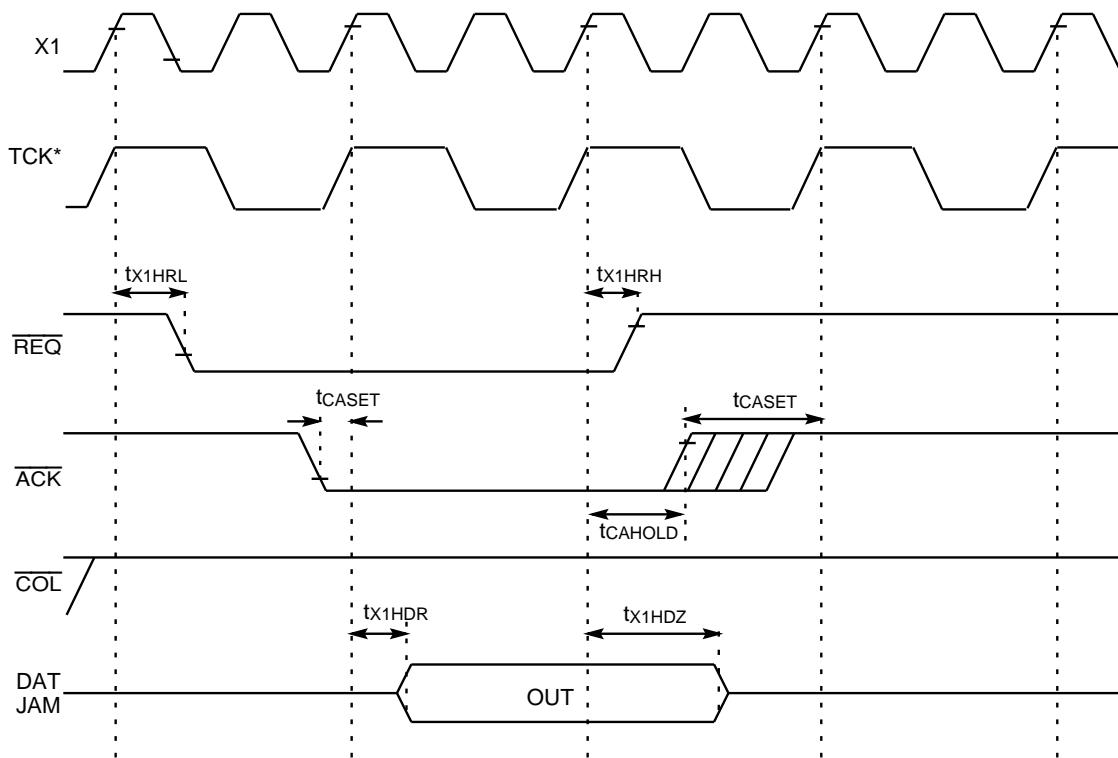 X1
TCK*
tX1HRL
tX1HRH
REQ
tCASET
tCASET
ACK
tCAHOLD
COL
tX1HDR
tX1HDZ
DAT
JAM
OUT